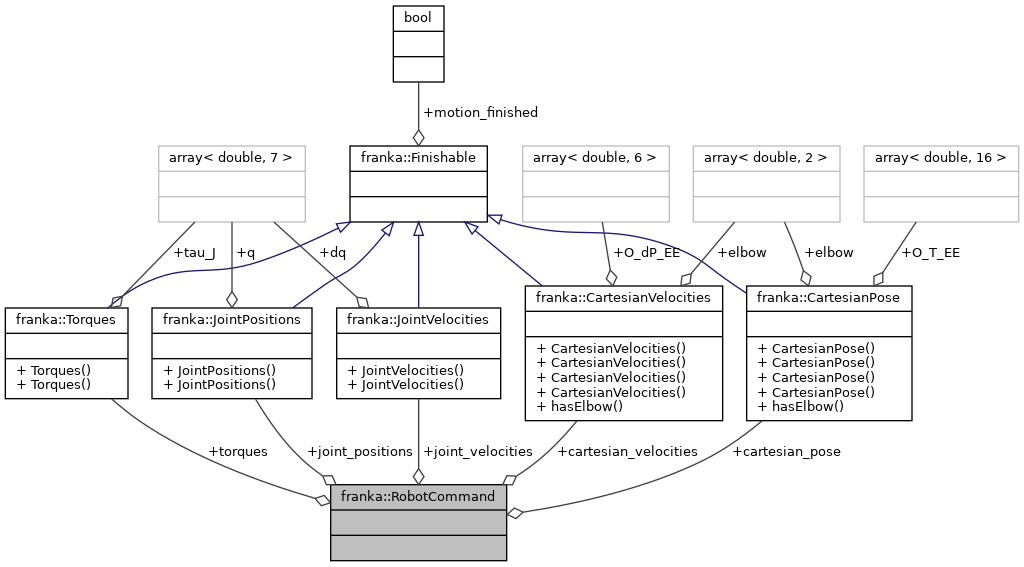 bool
+motion_finished
array< double, 7 >
franka::Finishable
array< double, 6 >
array< double, 2 >
array< double, 16 >
+tau_J
+q
+dq
+O_dP_EE
+elbow
+elbow
+O_T_EE
franka::Torques
+ Torques()
+ Torques()
franka::JointPositions
+ JointPositions()
+ JointPositions()
franka::JointVelocities
+ JointVelocities()
+ JointVelocities()
franka::CartesianVelocities
+ CartesianVelocities()
+ CartesianVelocities()
+ CartesianVelocities()
+ CartesianVelocities()
+ hasElbow()
franka::CartesianPose
+ CartesianPose()
+ CartesianPose()
+ CartesianPose()
+ CartesianPose()
+ hasElbow()
+torques
+joint_positions
+joint_velocities
+cartesian_velocities
+cartesian_pose
franka::RobotCommand